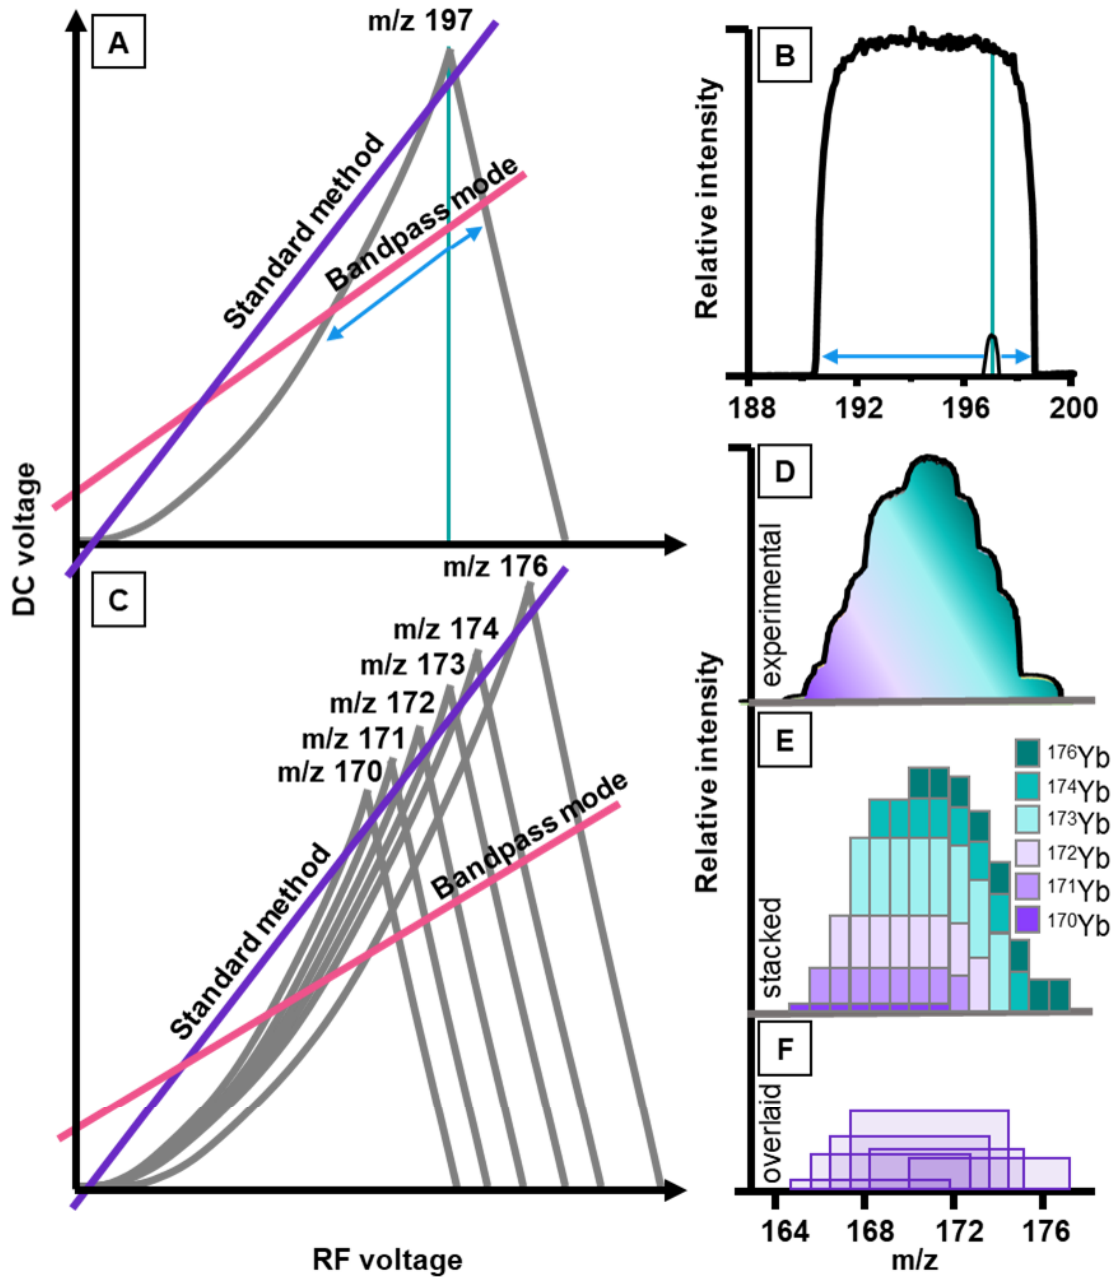 A
m/z 197
Standard method
Bandpass mode
DC voltage
B
Relative intensity
188
192
196
200
C
m/z 176
m/z 174
m/z 173
m/z 172
m/z 171
m/z 170
Standard method
Bandpass mode
RF voltage
D
experimental
Relative intensity
E
stacked
¹⁷⁶Yb
¹⁷⁴Yb
¹⁷³Yb
¹⁷²Yb
¹⁷¹Yb
¹⁷⁰Yb
F
overlaid
164
168
172
176
m/z